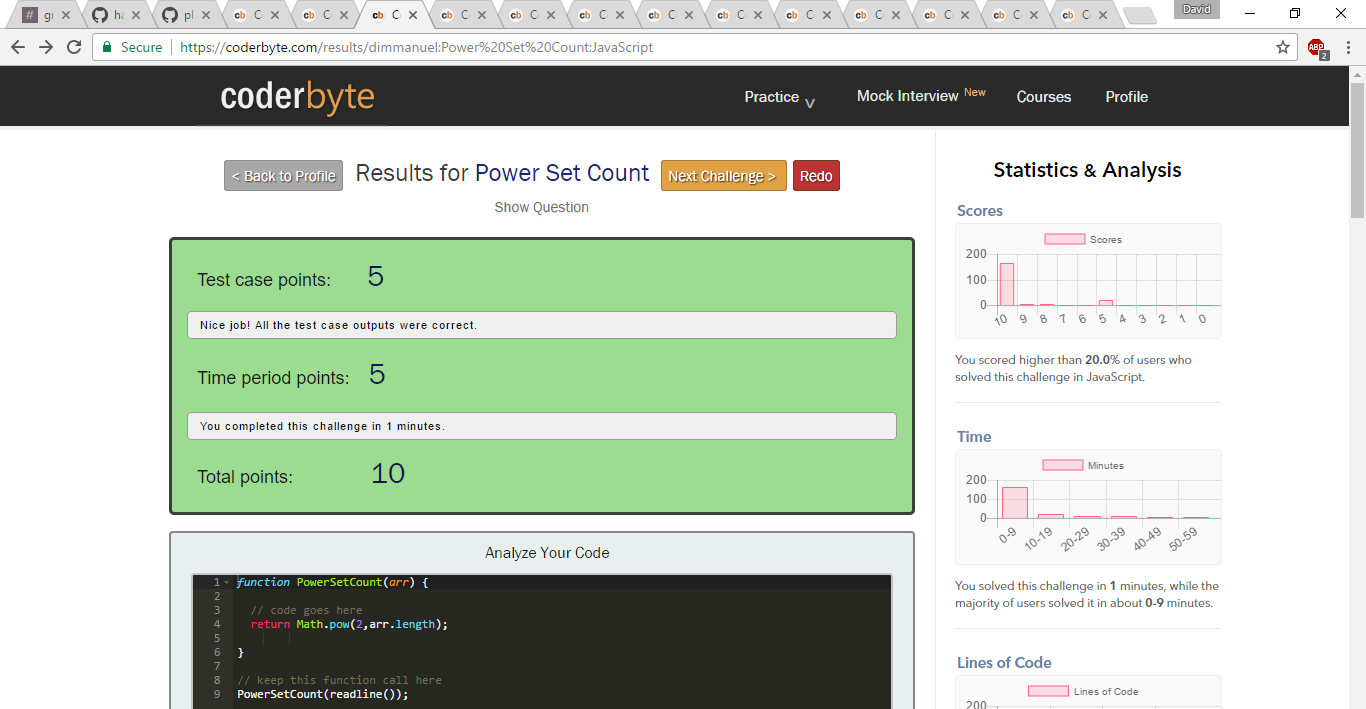 # gr
ha
pl
cb C
cb C
cb C
cb C
cb C
cb C
cb C
cb C
cb C
cb C
cb C
cb C
cb C
David
Secure https://coderbyte.com/results/dimmanuel:Power%20Set%20Count:JavaScript
ABP
2
coderbyte
Practice
Mock Interview New
Courses
Profile
< Back to Profile
Results for Power Set Count
Next Challenge >
Redo
Show Question
Test case points: 5
Nice job! All the test case outputs were correct.
Time period points: 5
You completed this challenge in 1 minutes.
Total points: 10
Analyze Your Code
1 function PowerSetCount(arr) {
2
3 // code goes here
4 return Math.pow(2,arr.length);
5
6 }
7
8 // keep this function call here
9 PowerSetCount(readline());
Statistics & Analysis
Scores
Scores
200
100
0
10 9 8 7 6 5 4 3 2 1 0
You scored higher than 20.0% of users who
solved this challenge in JavaScript.
Time
Minutes
200
100
0
0-9 10-19 20-29 30-39 40-49 50-59
You solved this challenge in 1 minutes, while the
majority of users solved it in about 0-9 minutes.
Lines of Code
Lines of Code
200